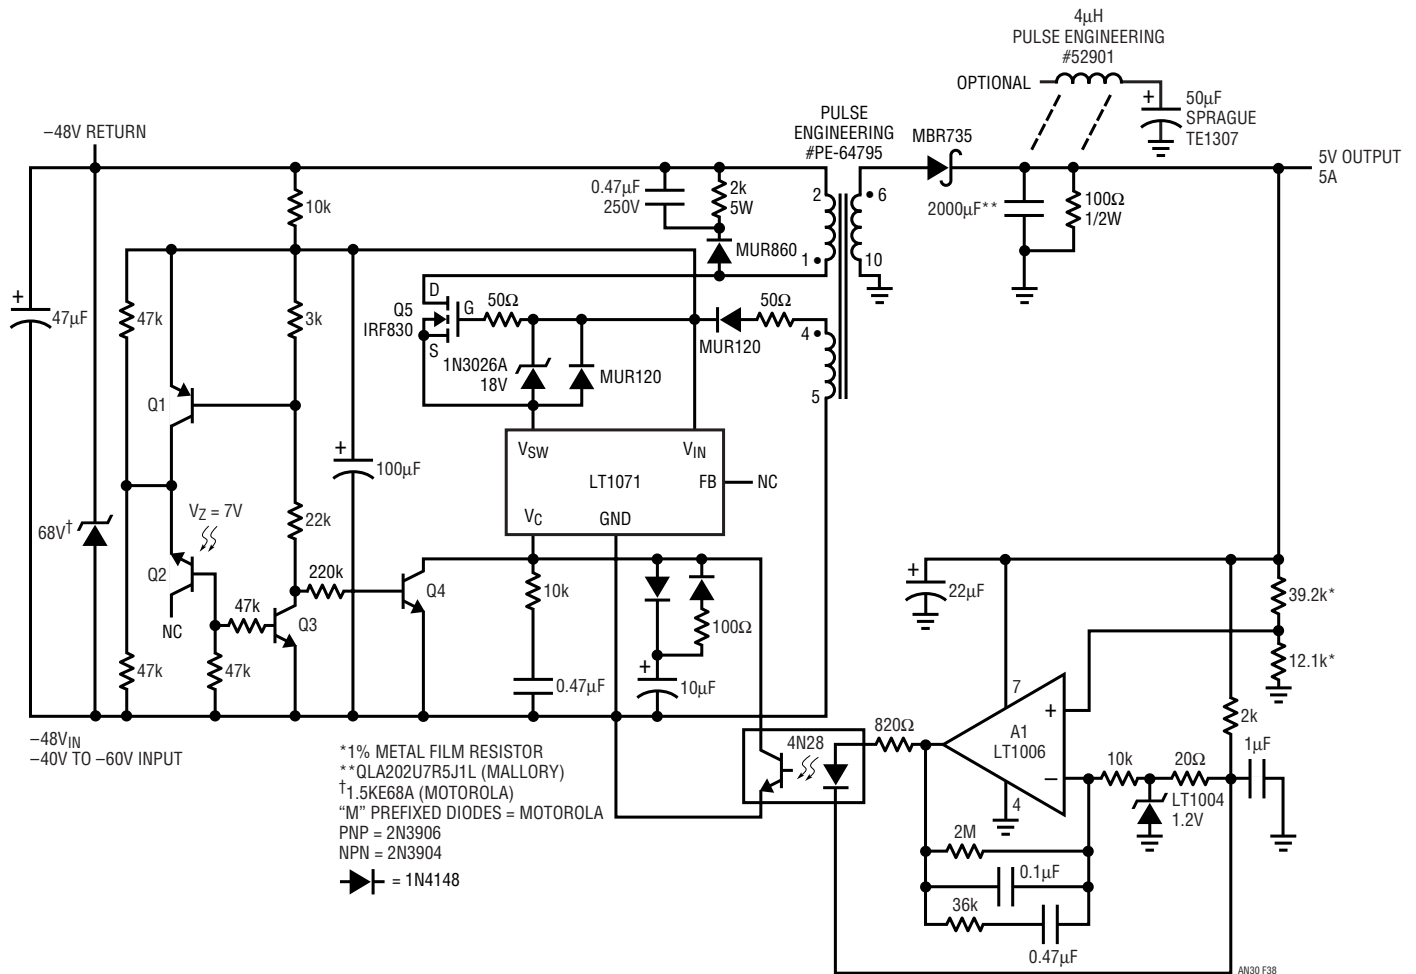 4µH
PULSE ENGINEERING
#52901
OPTIONAL
+
50µF
SPRAGUE
TE1307
–48V RETURN
PULSE
ENGINEERING
#PE-64795
MBR735
5V OUTPUT
5A
0.47µF
250V
2k
5W
2
6
2000µF**
100Ω
1/2W
10k
MUR860
1
10
D
+
47µF
47k
3k
Q5
IRF830
G
50Ω
50Ω
4
S
MUR120
1N3026A
18V
MUR120
5
Q1
+
100µF
VSW
VIN
LT1071
FB
NC
VC
GND
VZ = 7V
68V†
22k
Q2
220k
Q4
10k
+
22µF
39.2k*
NC
47k
Q3
100Ω
47k
47k
0.47µF
+
10µF
12.1k*
7
+
2k
–48VIN
–40V TO –60V INPUT
820Ω
A1
LT1006
1µF
4N28
–
10k
20Ω
4
LT1004
1.2V
*1% METAL FILM RESISTOR
**QLA202U7R5J1L (MALLORY)
†1.5KE68A (MOTOROLA)
“M” PREFIXED DIODES = MOTOROLA
PNP = 2N3906
NPN = 2N3904
= 1N4148
2M
0.1µF
36k
0.47µF
AN30 F38